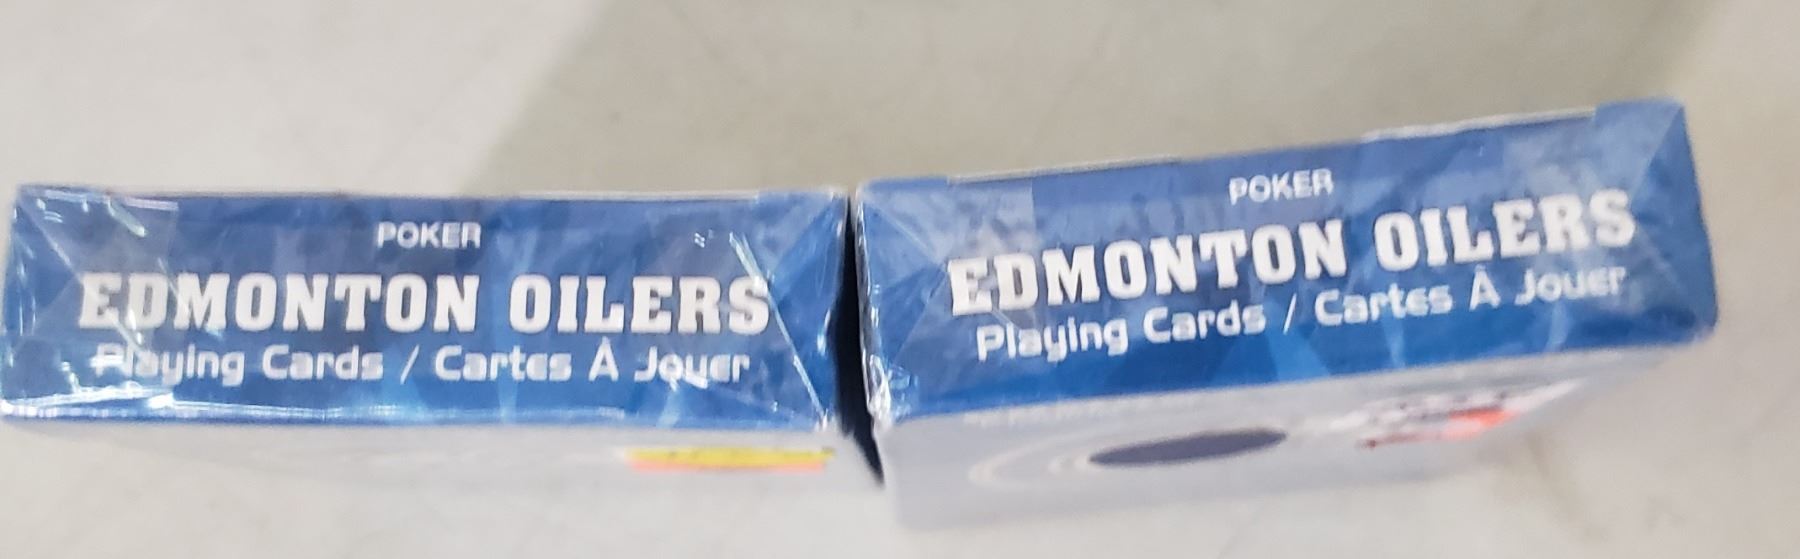 POKER
EDMONTON OILERS
Playing Cards / Cartes À Jouer
POKER
EDMONTON OILERS
Playing Cards / Cartes À Jouer